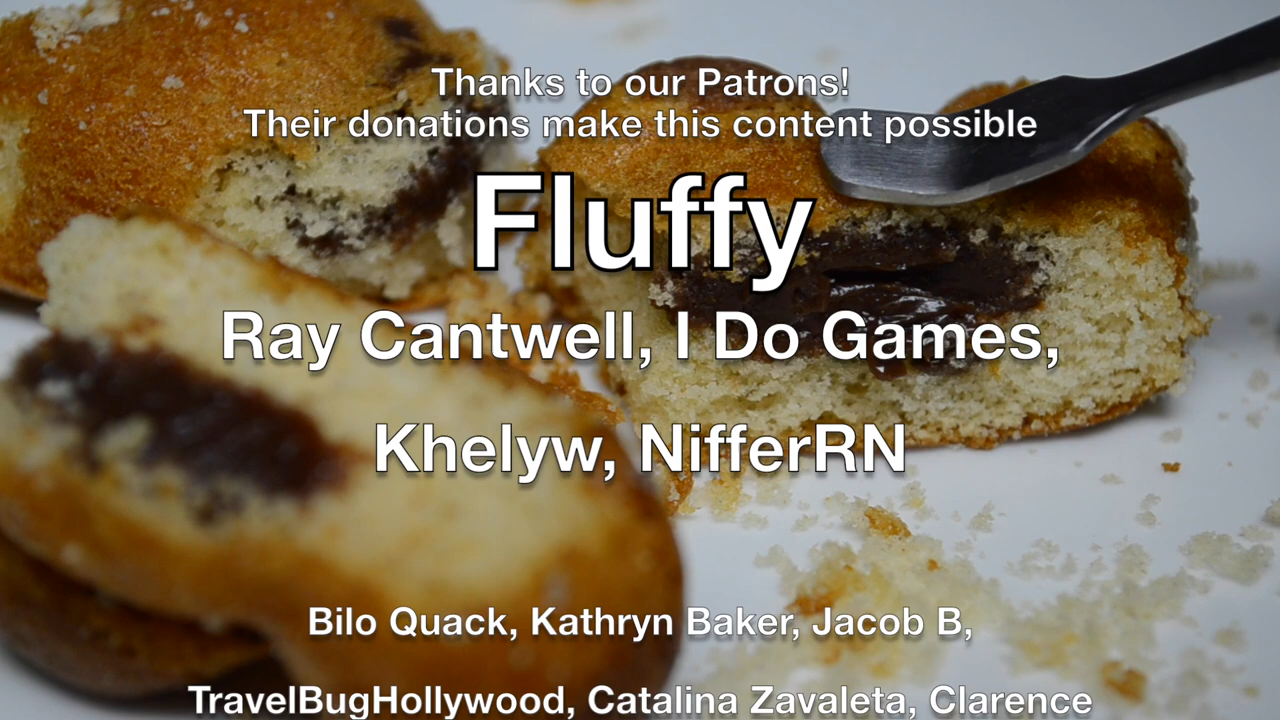 Thanks to our Patrons!
Their donations make this content possible
Fluffy
Ray Cantwell, I Do Games,
Khelyw, NifferRN
Bilo Quack, Kathryn Baker, Jacob B,
TravelBugHollywood, Catalina Zavaleta, Clarence